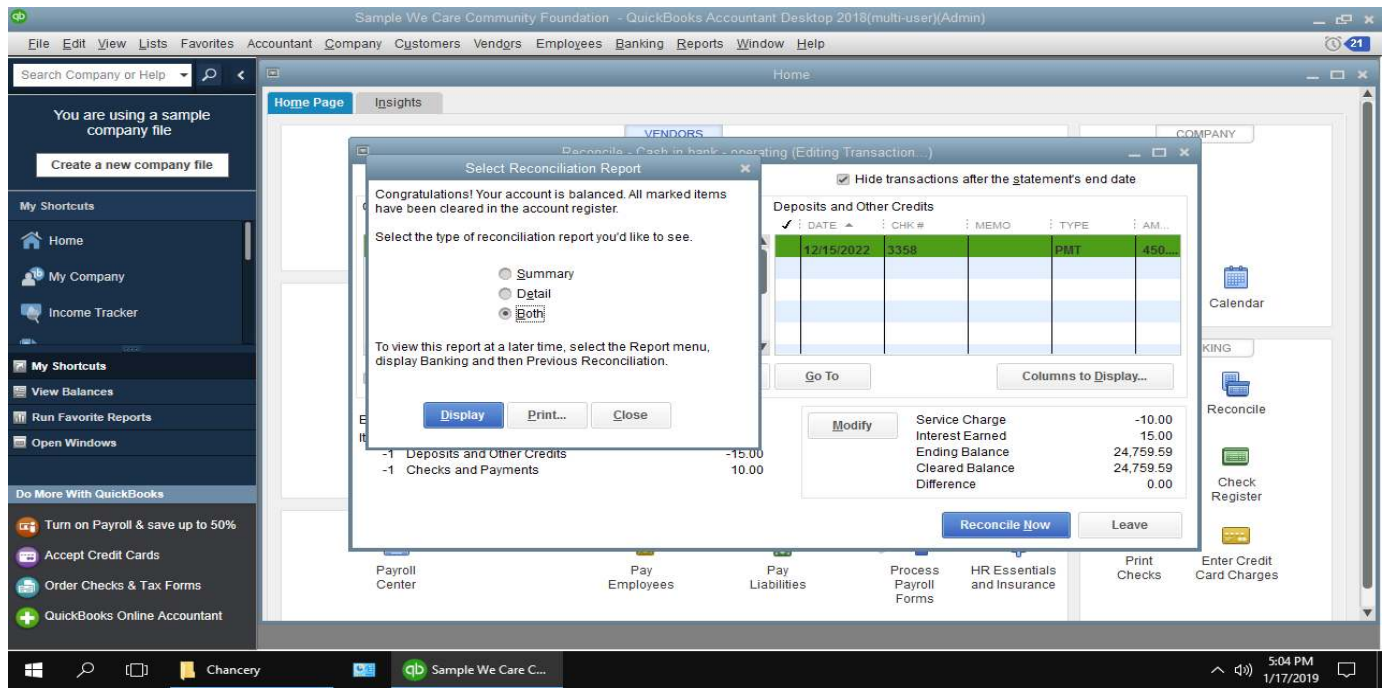 Sample We Care Community Foundation - QuickBooks Accountant Desktop 2018(multi-user)(Admin)
File Edit View Lists Favorites Accountant Company Customers Vendors Employees Banking Reports Window Help
21
Search Company or Help
You are using a sample
company file
Create a new company file
My Shortcuts
Home
My Company
Income Tracker
My Shortcuts
View Balances
Run Favorite Reports
Open Windows
Do More With QuickBooks
Turn on Payroll & save up to 50%
Accept Credit Cards
Order Checks & Tax Forms
QuickBooks Online Accountant
Home
Home Page Insights
VENDORS
COMPANY
Reconcile - Cash in bank - operating (Editing Transaction...)
Select Reconciliation Report
Congratulations! Your account is balanced. All marked items
have been cleared in the account register.
Select the type of reconciliation report you'd like to see.
Summary
Detail
Both
To view this report at a later time, select the Report menu,
display Banking and then Previous Reconciliation.
Display Print... Close
Hide transactions after the statement's end date
Deposits and Other Credits
DATE CHK # MEMO TYPE AM...
12/15/2022 3358 PMT 450....
Go To Columns to Display...
-1 Deposits and Other Credits -15.00
-1 Checks and Payments 10.00
Modify
Service Charge -10.00
Interest Earned 15.00
Ending Balance 24,759.59
Cleared Balance 24,759.59
Difference 0.00
Reconcile Now Leave
Calendar
KING
Reconcile
Check
Register
Print
Checks
Enter Credit
Card Charges
Payroll
Center
Pay
Employees
Pay
Liabilities
Process
Payroll
Forms
HR Essentials
and Insurance
Chancery
Sample We Care C...
5:04 PM
1/17/2019